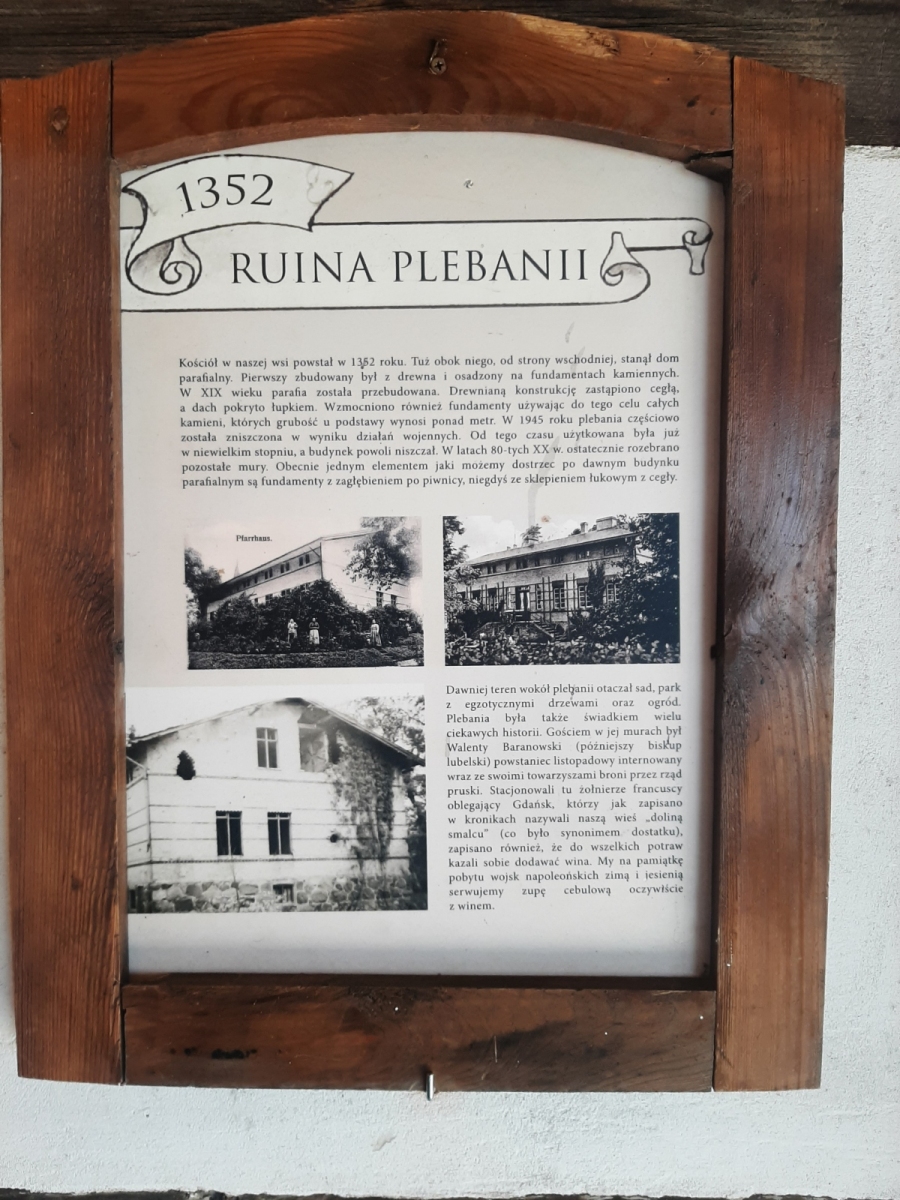 1352
RUINA PLEBANII
Kościół w naszej wsi powstał w 1352 roku. Tuż obok niego, od strony wschodniej, stanął dom
parafialny. Pierwszy zbudowany był z drewna i osadzony na fundamentach kamiennych.
W XIX wieku parafia została przebudowana. Drewnianą konstrukcję zastąpiono cegłą,
a dach pokryto łupkiem. Wzmocniono również fundamenty używając do tego celu całych
kamieni, których grubość u podstawy wynosi ponad metr. W 1945 roku plebania częściowo
została zniszczona w wyniku działań wojennych. Od tego czasu użytkowana była już
w niewielkim stopniu, a budynek powoli niszczał. W latach 80-tych XX w. ostatecznie rozebrano
pozostałe mury. Obecnie jednym elementem jaki możemy dostrzec po dawnym budynku
parafialnym są fundamenty z zagłębieniem po piwnicy, niegdyś ze sklepieniem łukowym z cegły.
Pfarrhaus.
Dawniej teren wokół plebanii otaczał sad, park
z egzotycznymi drzewami oraz ogród.
Plebania była także świadkiem wielu
ciekawych historii. Gościem w jej murach był
Walenty Baranowski (późniejszy biskup
lubelski) powstaniec listopadowy internowany
wraz ze swoimi towarzyszami broni przez rząd
pruski. Stacjonowali tu żołnierze francuscy
oblegający Gdańsk, którzy jak zapisano
w kronikach nazywali naszą wieś „doliną
smalcu” (co było synonimem dostatku),
zapisano również, że do wszelkich potraw
kazali sobie dodawać wina. My na pamiątkę
pobytu wojsk napoleońskich zimą i jesienią
serwujemy zupę cebulową oczywiście
z winem.